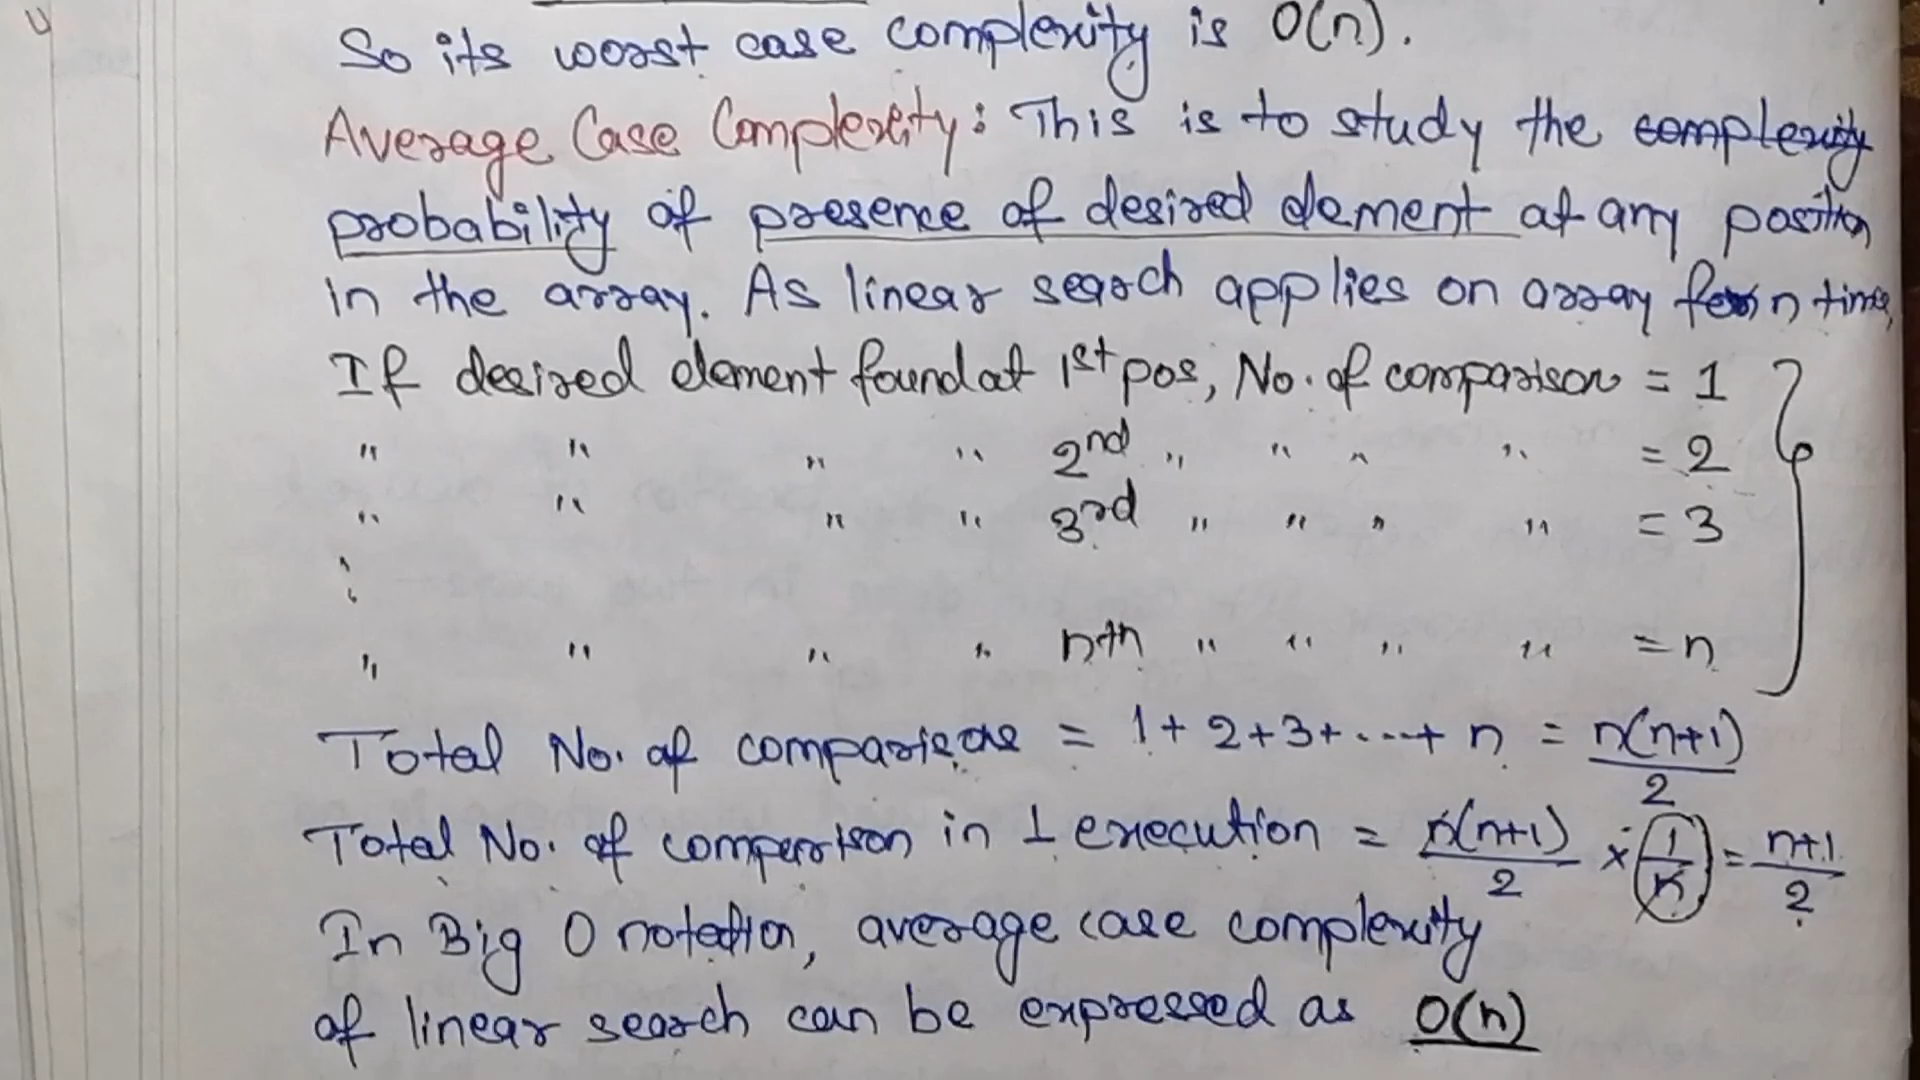 So its worst case complexity is O(n).
Average Case Complexity: This is to study the complexity
probability of presence of desired element at any position
in the array. As linear search applies on array for n times,
If desired element found at 1st pos, No. of comparison = 1
" " " " 2nd " " " " = 2
" " " " 3rd " " " " = 3
" " " " nth " " " " = n
Total No. of comparisons = 1 + 2 + 3 + ... + n = n(n+1)/2
Total No. of comparison in 1 execution = n(n+1)/2 × (1/n) = n+1/2
In Big O notation, average case complexity
of linear search can be expressed as O(n)